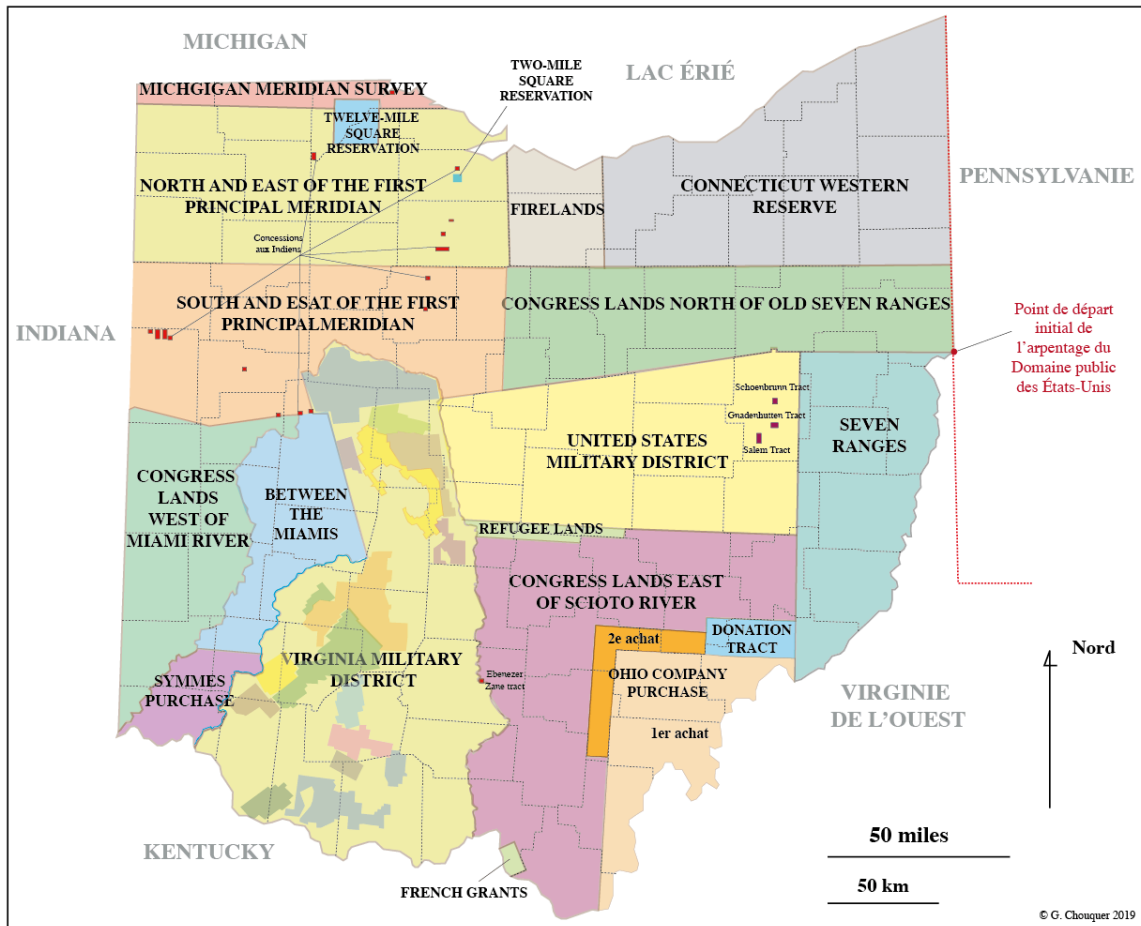 MICHIGAN
LAC ÉRIÉ
TWO-MILE
SQUARE
RESERVATION
MICHGIGAN MERIDIAN SURVEY
TWELVE-MILE
SQUARE
RESERVATION
NORTH AND EAST OF THE FIRST
PRINCIPAL MERIDIAN
FIRELANDS
CONNECTICUT WESTERN
RESERVE
PENNSYLVANIE
Concessions
aux Indiens
SOUTH AND ESAT OF THE FIRST
PRINCIPALMERIDIAN
CONGRESS LANDS NORTH OF OLD SEVEN RANGES
INDIANA
Point de départ
initial de
l’arpentage du
Domaine public
des États-Unis
Schoenbrunn Tract
Gnadenhutten Tract
Salem Tract
UNITED STATES
MILITARY DISTRICT
SEVEN
RANGES
CONGRESS
LANDS
WEST OF
MIAMI RIVER
BETWEEN
THE
MIAMIS
REFUGEE LANDS
CONGRESS LANDS EAST
OF SCIOTO RIVER
2e achat
DONATION
TRACT
Nord
SYMMES
PURCHASE
VIRGINIA MILITARY
DISTRICT
Ebenezer
Zane tract
OHIO COMPANY
PURCHASE
1er achat
VIRGINIE
DE L’OUEST
KENTUCKY
FRENCH GRANTS
50 miles
50 km
© G. Chouquer 2019